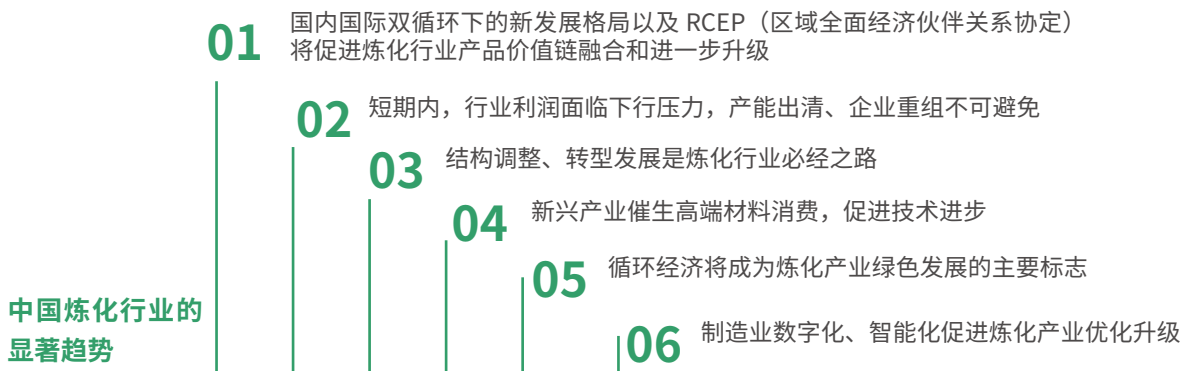 01
国内国际双循环下的新发展格局以及 RCEP（区域全面经济伙伴关系协定）
将促进炼化行业产品价值链融合和进一步升级
02
短期内，行业利润面临下行压力，产能出清、企业重组不可避免
03
结构调整、转型发展是炼化行业必经之路
04
新兴产业催生高端材料消费，促进技术进步
05
循环经济将成为炼化产业绿色发展的主要标志
06
制造业数字化、智能化促进炼化产业优化升级
中国炼化行业的
显著趋势